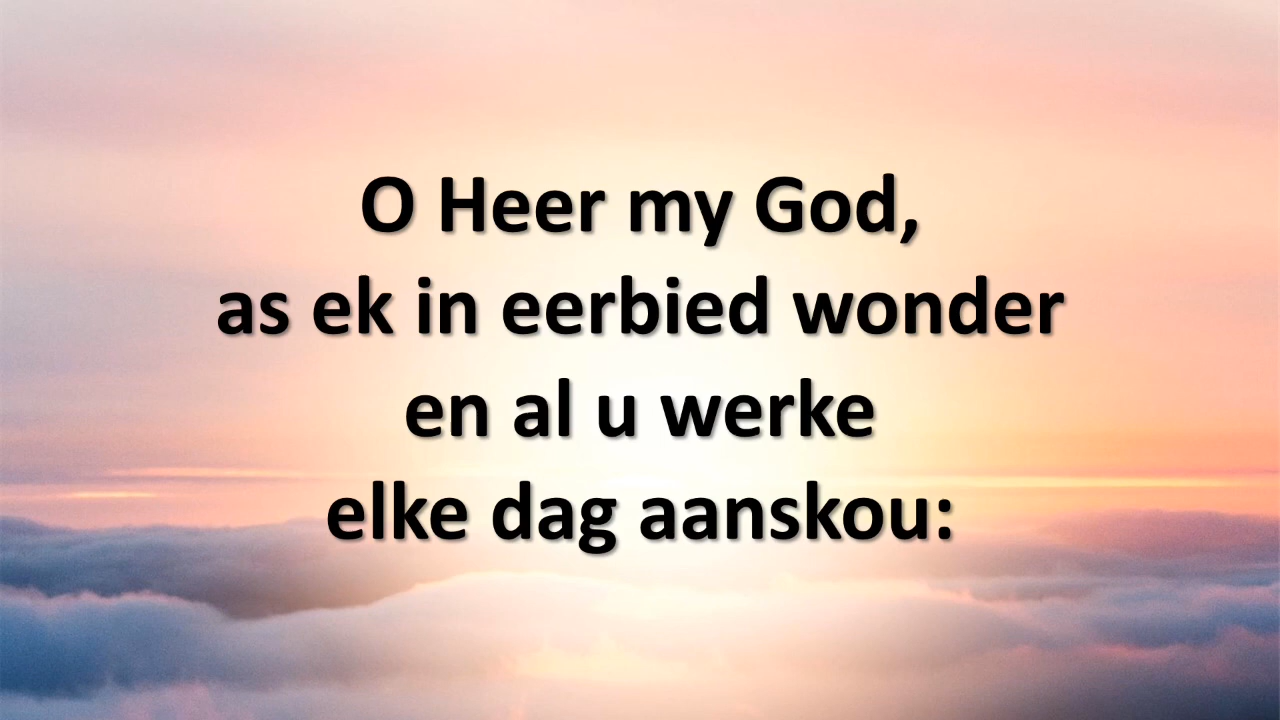 O Heer my God,
as ek in eerbied wonder
en al u werke
elke dag aanskou: